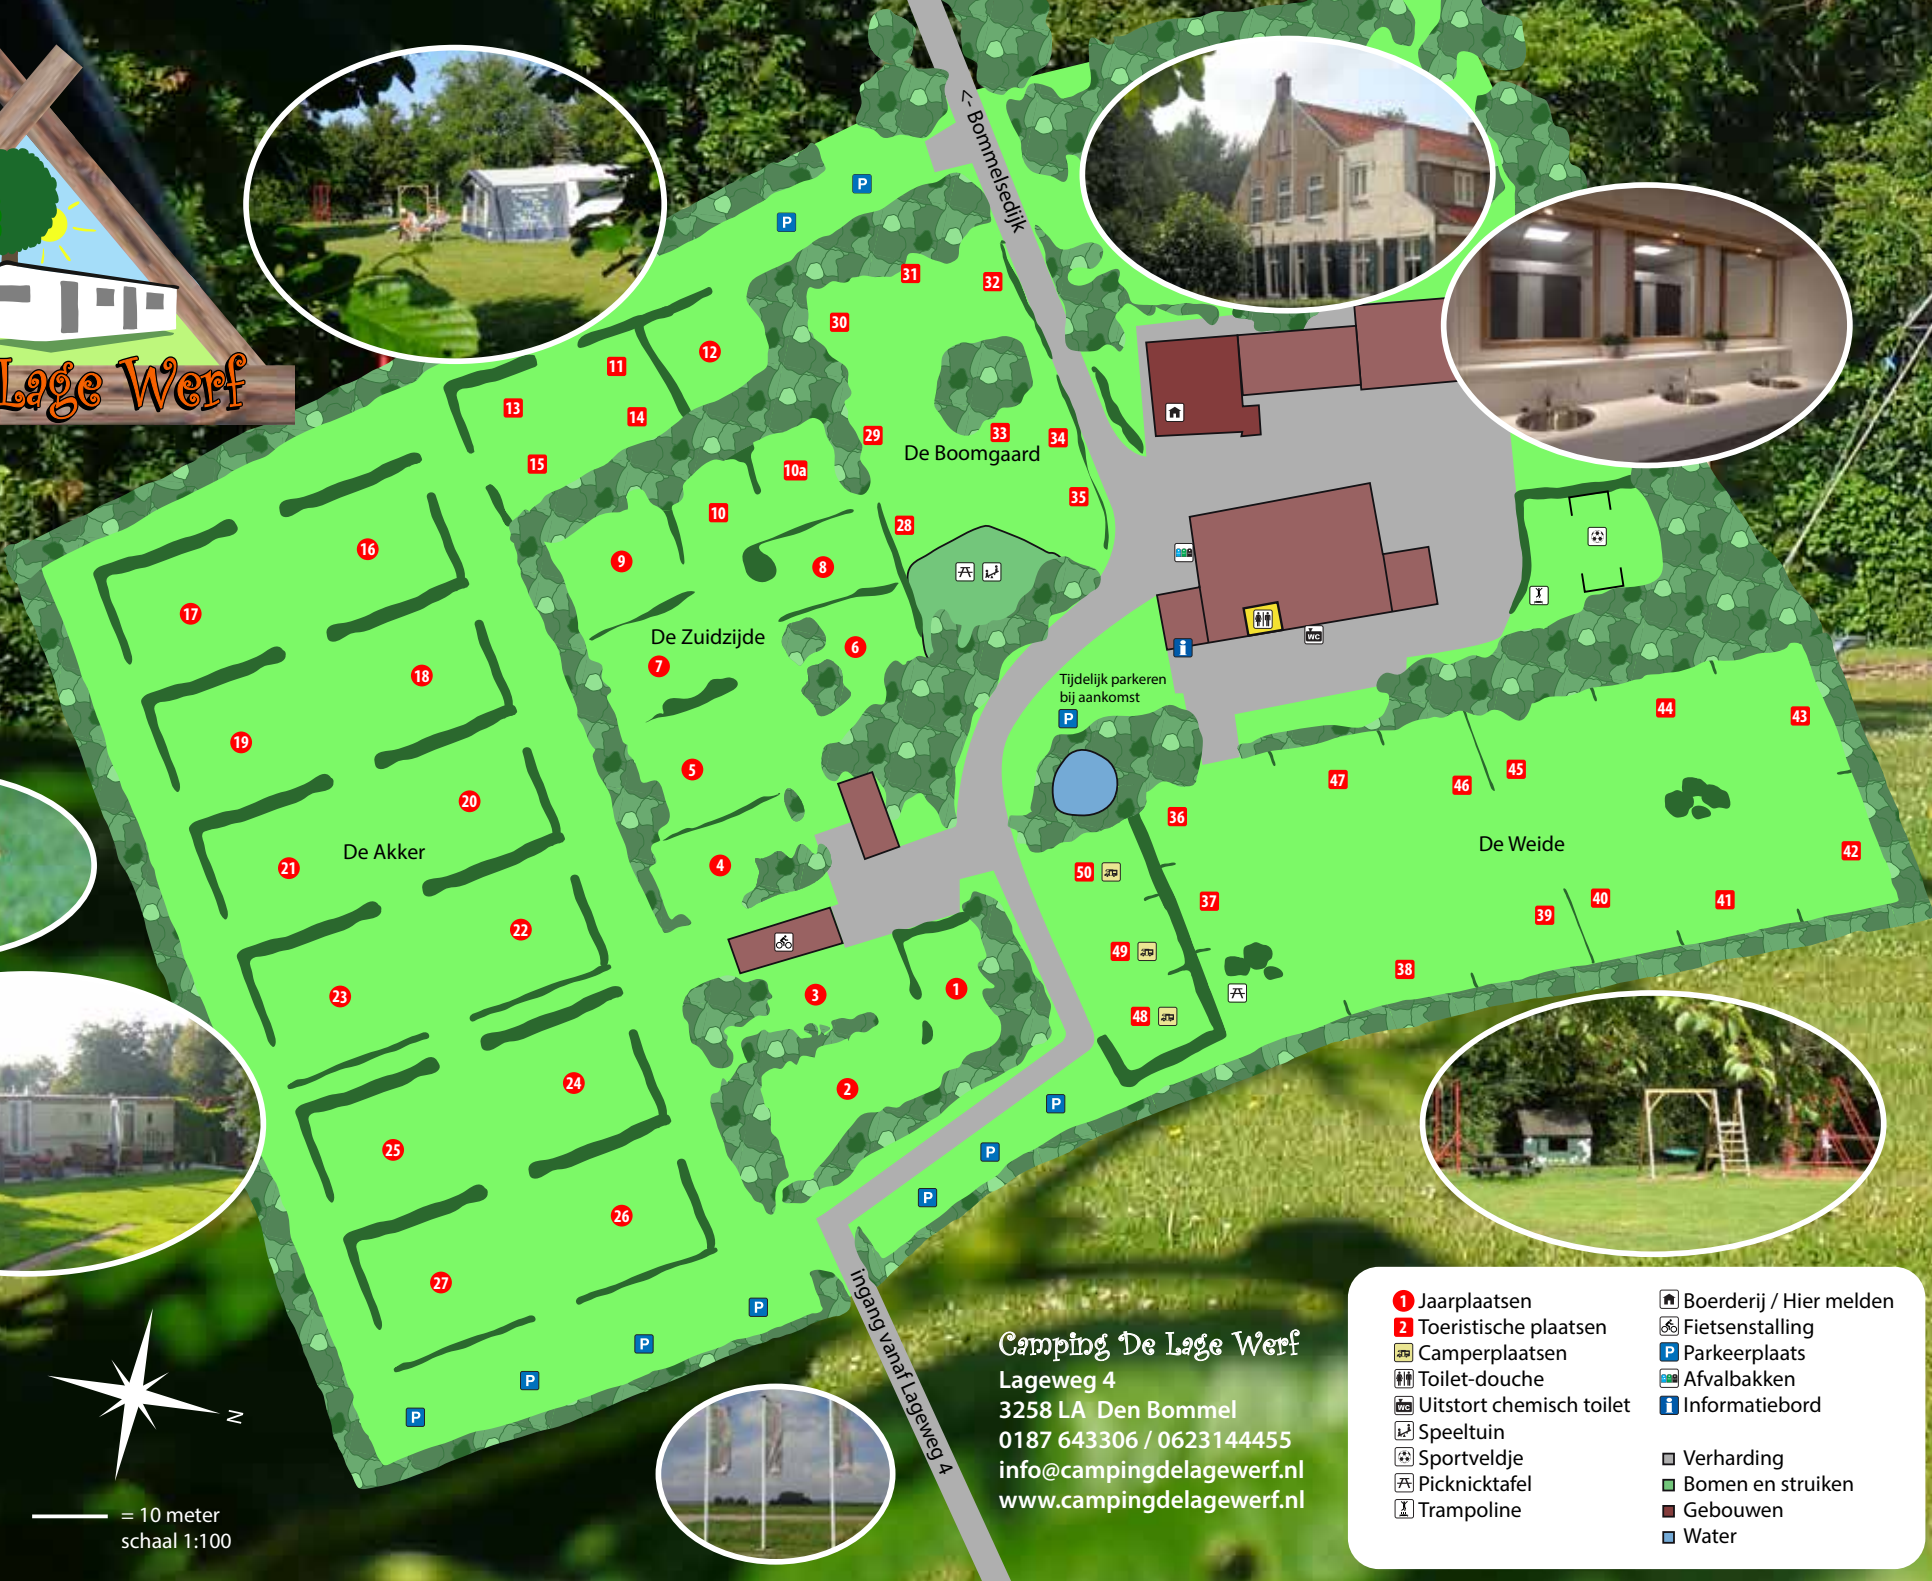 Lage Werf
<- Bommelsedijk
P
P
31
32
30
11
12
13
14
15
29
33
34
De Boomgaard
10a
35
10
28
16
9
8
17
De Zuidzijde
6
7
18
i
WC
Tijdelijk parkeren
bij aankomst
P
44
43
19
5
47
46
45
20
36
De Weide
De Akker
42
21
4
50
37
40
41
39
22
49
38
23
3
1
48
24
2
P
25
P
P
26
27
P
P
P
P
ingang vanaf Lageweg 4
N
= 10 meter
schaal 1:100
Camping De Lage Werf
Lageweg 4
3258 LA Den Bommel
0187 643306 / 0623144455
info@campingdelagewerf.nl
www.campingdelagewerf.nl
1 Jaarplaatsen
2 Toeristische plaatsen
Camperplaatsen
Toilet-douche
WC Uitstort chemisch toilet
Speeltuin
Sportveldje
Picknicktafel
Trampoline
Boerderij / Hier melden
Fietsenstalling
P Parkeerplaats
Afvalbakken
i Informatiebord
Verharding
Bomen en struiken
Gebouwen
Water